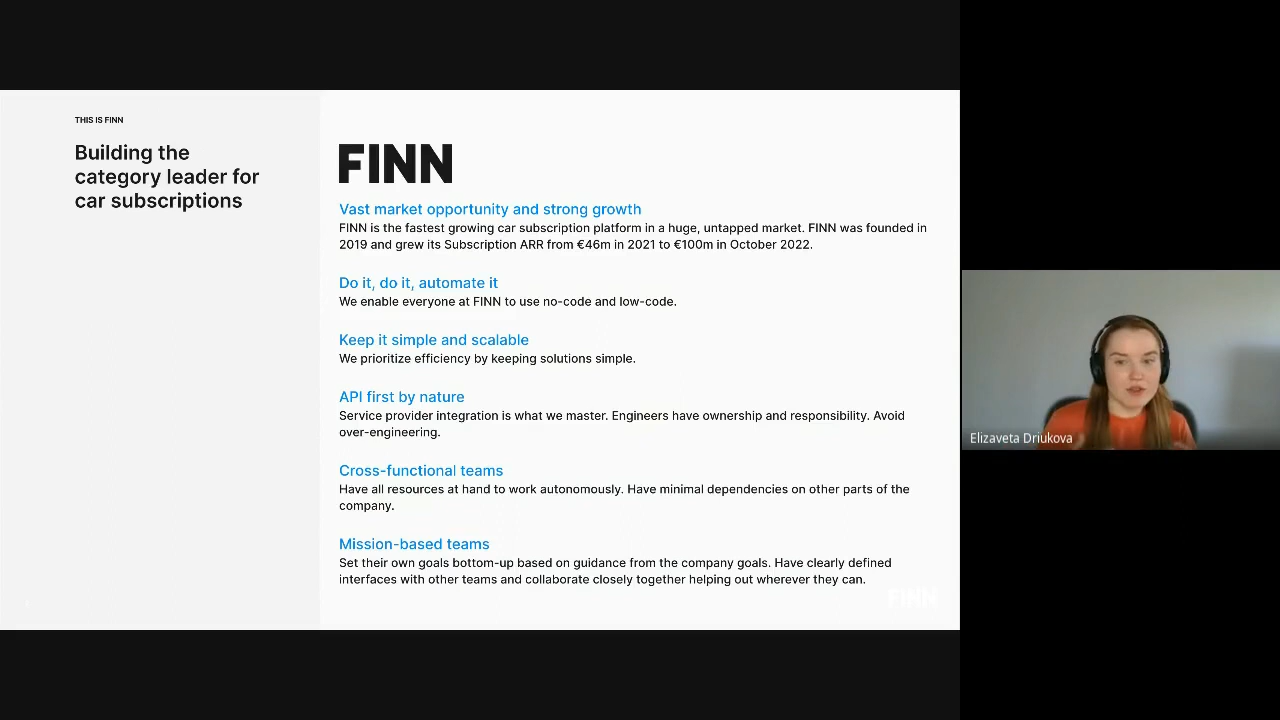 THIS IS FINN
Building the
category leader for
car subscriptions
FINN
Vast market opportunity and strong growth
FINN is the fastest growing car subscription platform in a huge, untapped market. FINN was founded in
2019 and grew its Subscription ARR from €46m in 2021 to €100m in October 2022.
Do it, do it, automate it
We enable everyone at FINN to use no-code and low-code.
Keep it simple and scalable
We prioritize efficiency by keeping solutions simple.
API first by nature
Service provider integration is what we master. Engineers have ownership and responsibility. Avoid
over-engineering.
Cross-functional teams
Have all resources at hand to work autonomously. Have minimal dependencies on other parts of the
company.
Mission-based teams
Set their own goals bottom-up based on guidance from the company goals. Have clearly defined
interfaces with other teams and collaborate closely together helping out wherever they can.
FINN
Elizaveta Driukova